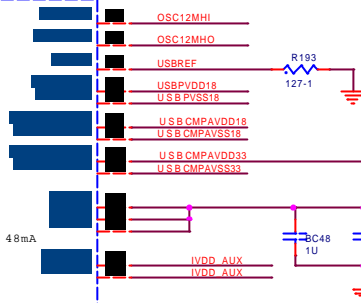 OSC12MHI
OSC12MHO
USBREF
R193
127-1
USBPVDD18
USBPVSS18
USBCMPAVDD18
USBCMPAVSS18
USBCMPAVDD33
USBCMPAVSS33
48mA
BC48
1U
IVDD_AUX
IVDD_AUX